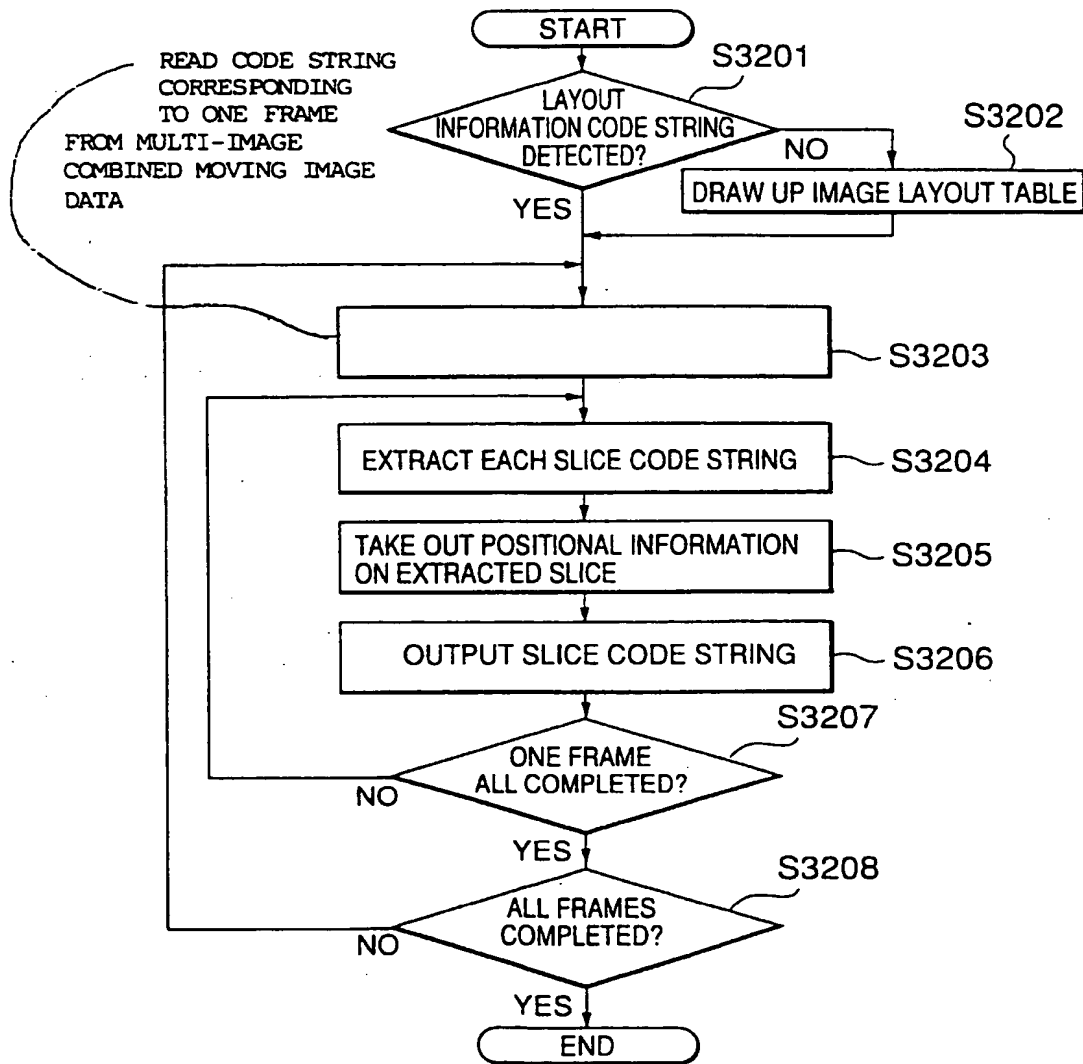 START
READ CODE STRING
CORRESPONDING
TO ONE FRAME
FROM MULTI-IMAGE
COMBINED MOVING IMAGE
DATA
S3201
LAYOUT
INFORMATION CODE STRING
DETECTED?
NO
S3202
DRAW UP IMAGE LAYOUT TABLE
YES
S3203
EXTRACT EACH SLICE CODE STRING
S3204
TAKE OUT POSITIONAL INFORMATION
ON EXTRACTED SLICE
S3205
OUTPUT SLICE CODE STRING
S3206
S3207
ONE FRAME
ALL COMPLETED?
NO
YES
S3208
ALL FRAMES
COMPLETED?
NO
YES
END